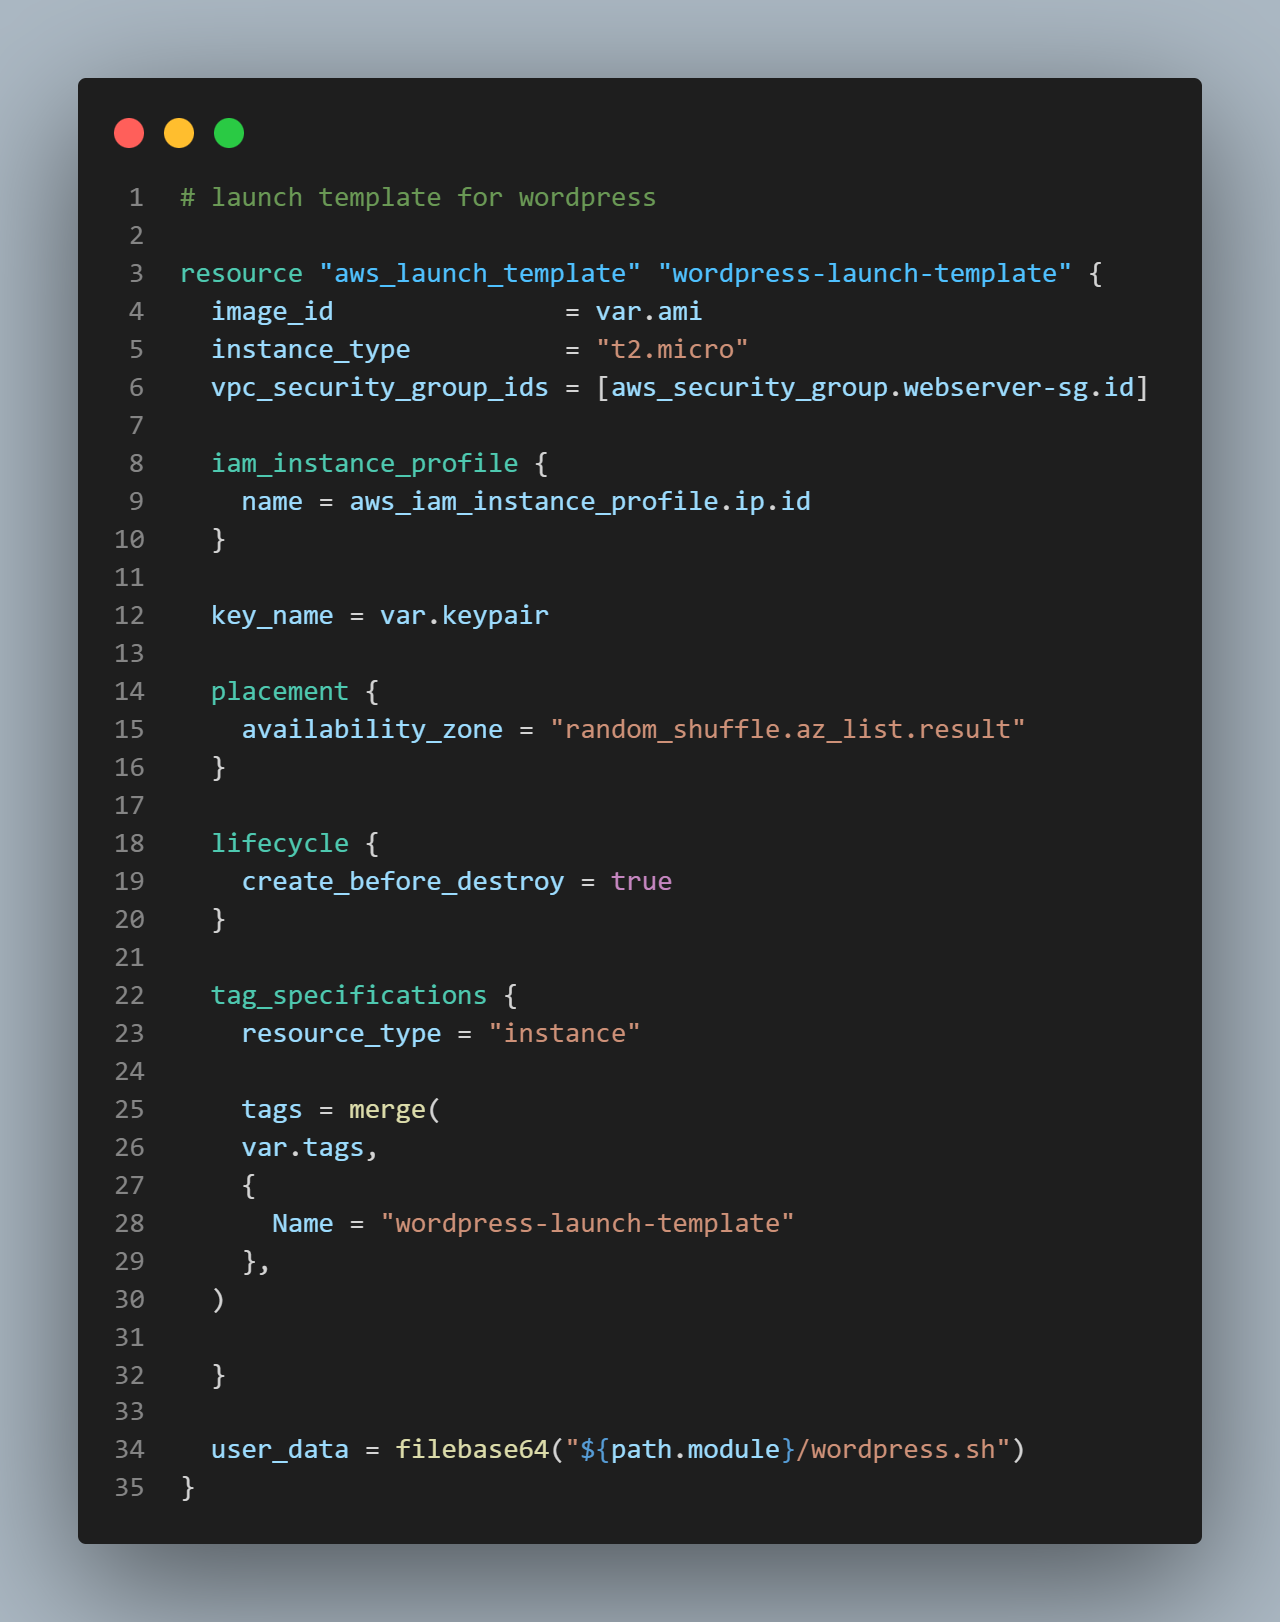 1 # launch template for wordpress
2
3 resource "aws_launch_template" "wordpress-launch-template" {
4   image_id               = var.ami
5   instance_type          = "t2.micro"
6   vpc_security_group_ids = [aws_security_group.webserver-sg.id]
7
8   iam_instance_profile {
9     name = aws_iam_instance_profile.ip.id
10   }
11
12   key_name = var.keypair
13
14   placement {
15     availability_zone = "random_shuffle.az_list.result"
16   }
17
18   lifecycle {
19     create_before_destroy = true
20   }
21
22   tag_specifications {
23     resource_type = "instance"
24
25     tags = merge(
26     var.tags,
27     {
28       Name = "wordpress-launch-template"
29     },
30   )
31
32   }
33
34   user_data = filebase64("${path.module}/wordpress.sh")
35 }